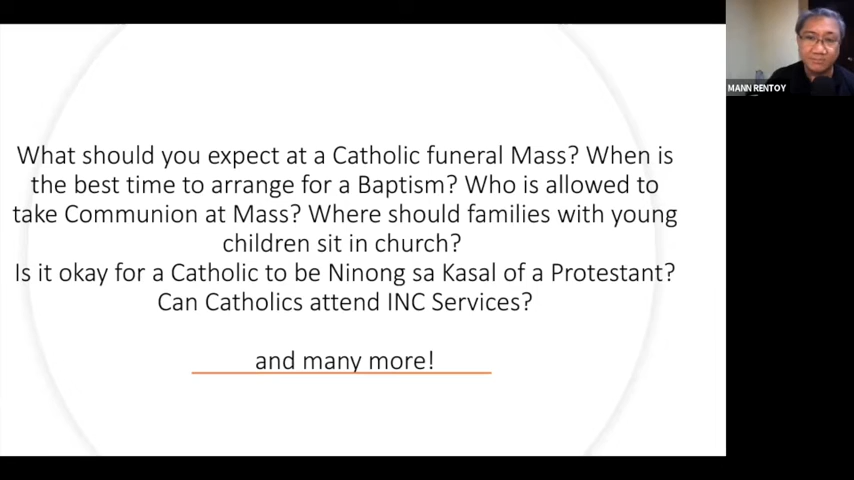 What should you expect at a Catholic funeral Mass? When is
the best time to arrange for a Baptism? Who is allowed to
take Communion at Mass? Where should families with young
children sit in church?
Is it okay for a Catholic to be Ninong sa Kasal of a Protestant?
Can Catholics attend INC Services?
and many more!
MANN RENTOY